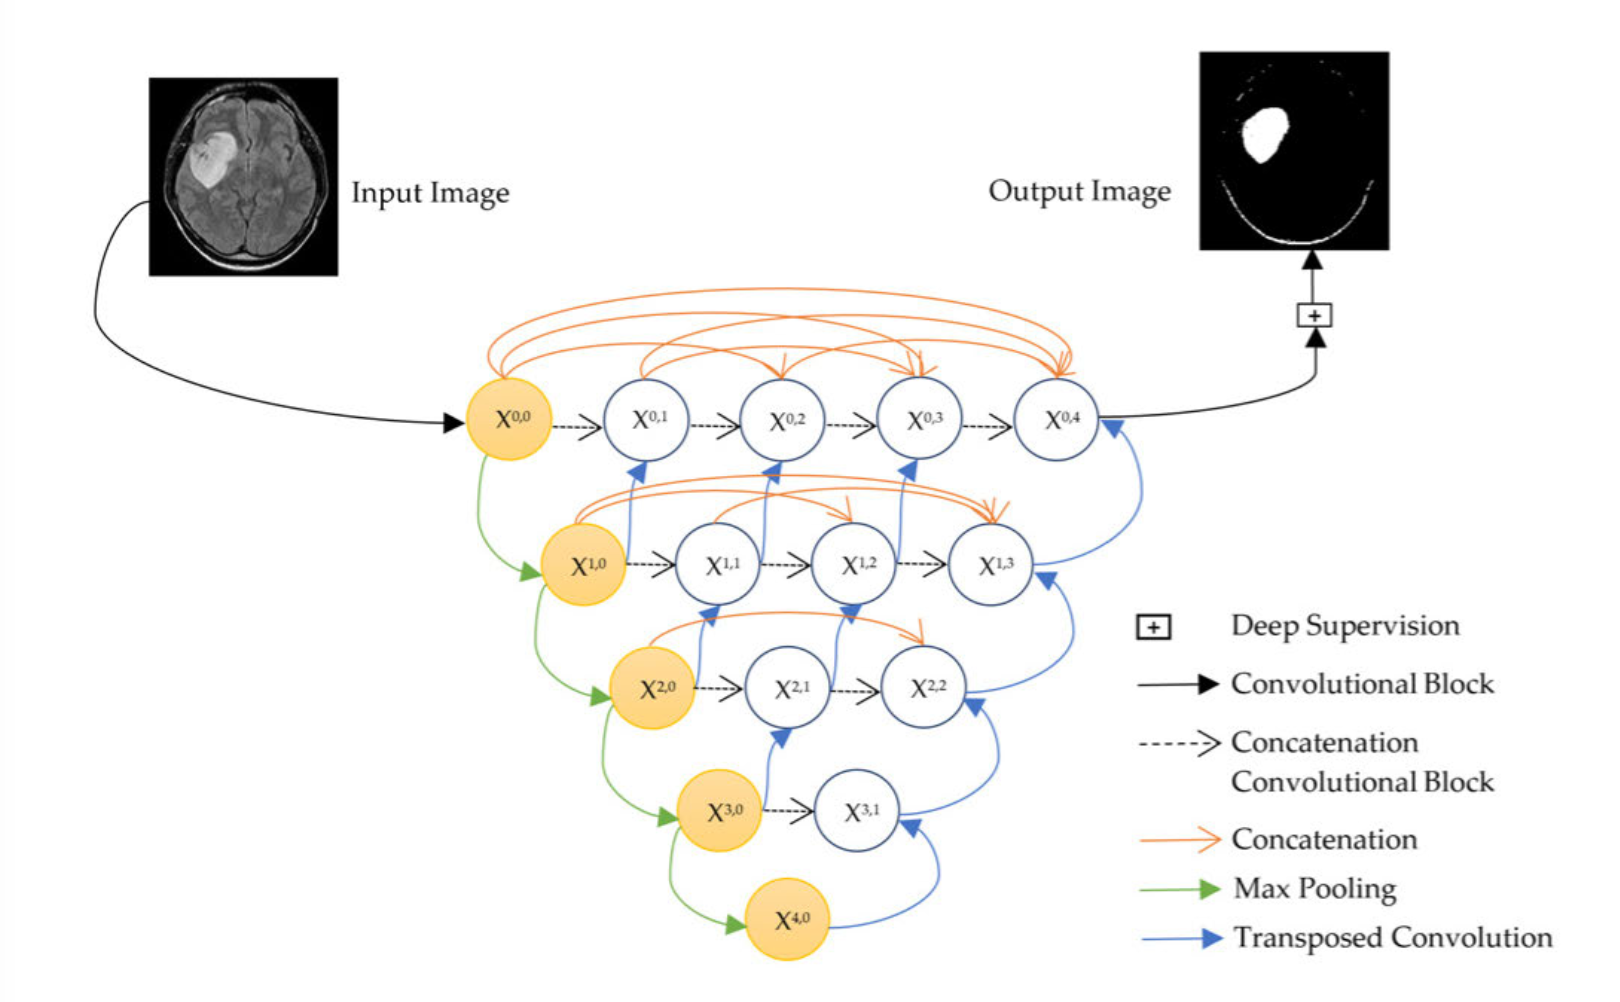 Input Image
Output Image
X0,0
X0,1
X0,2
X0,3
X0,4
X1,0
X1,1
X1,2
X1,3
X2,0
X2,1
X2,2
X3,0
X3,1
X4,0
+
+
Deep Supervision
Convolutional Block
Concatenation
Convolutional Block
Concatenation
Max Pooling
Transposed Convolution